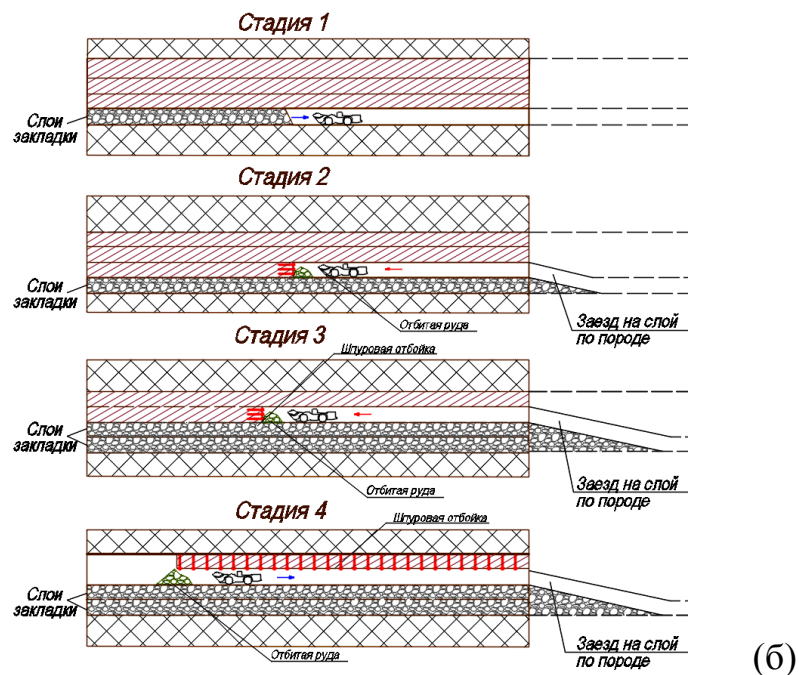 Стадия 1
Слои
закладки
Стадия 2
Слои
закладки
Отбитая руда
Заезд на слой
по породе
Стадия 3
Шпуровая отбойка
Слои
закладки
Отбитая руда
Заезд на слой
по породе
Стадия 4
Шпуровая отбойка
Слои
закладки
Отбитая руда
Заезд на слой
по породе
(б)